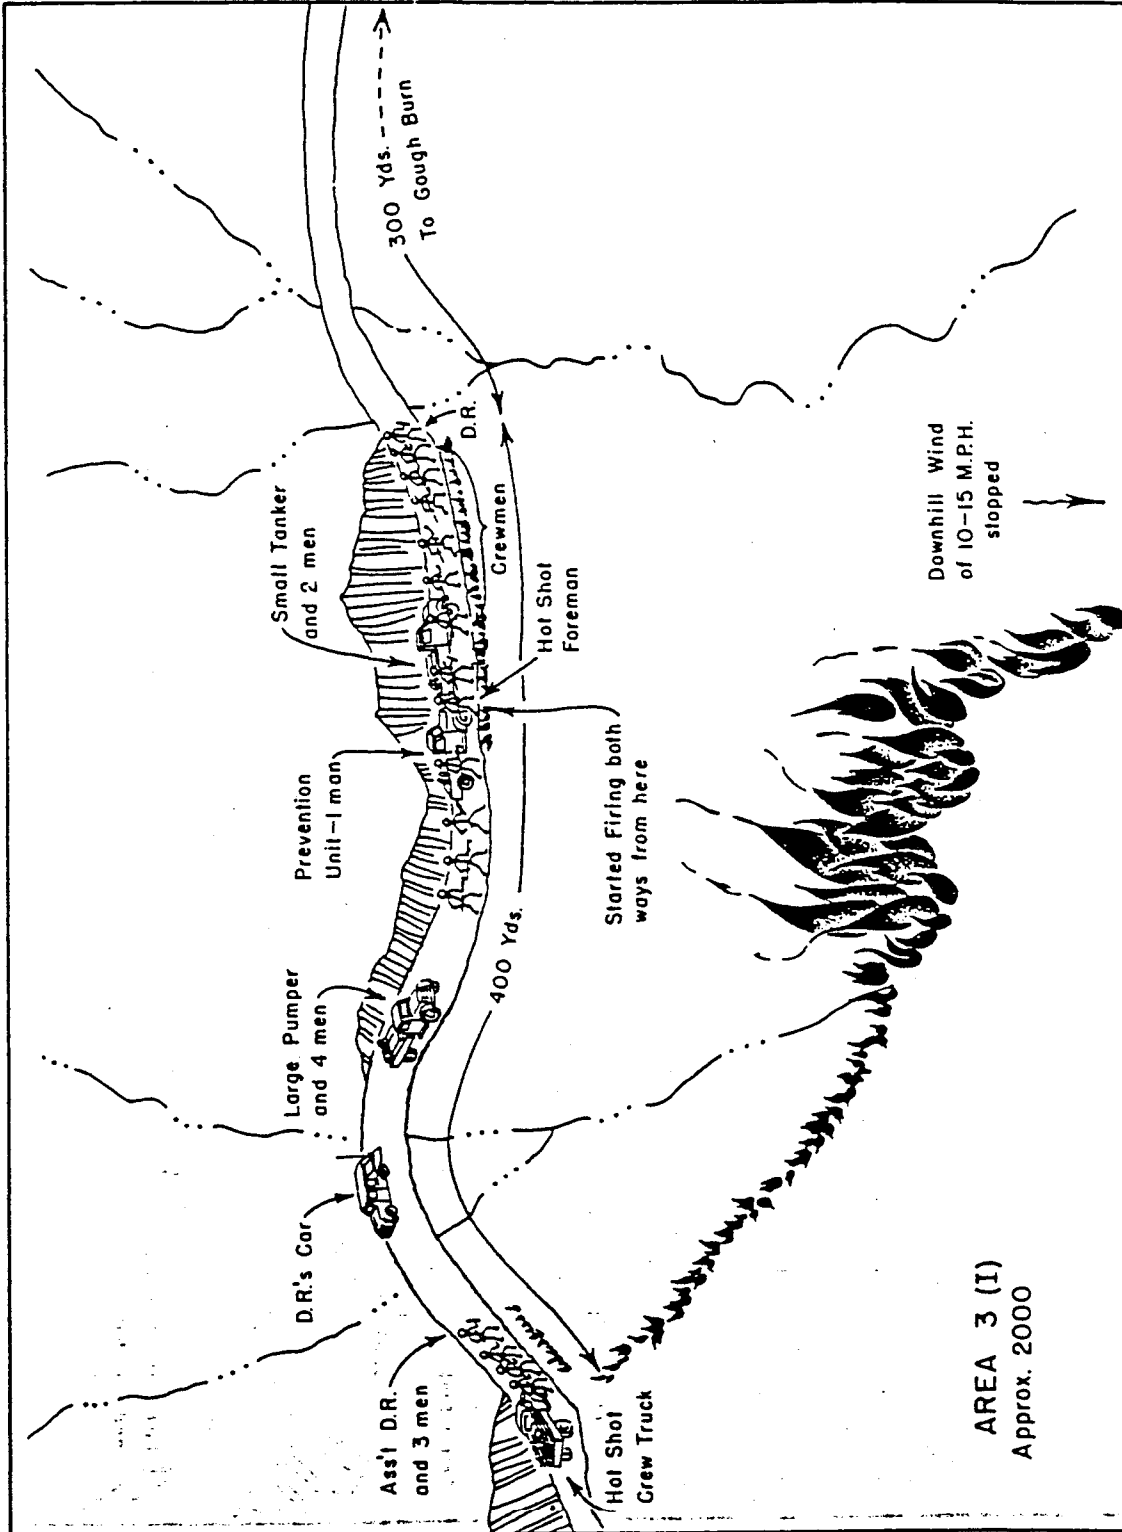 Ass't D.R.
and 3 men
D.R.'s Car
Large Pumper
and 4 men
Prevention
Unit-1 man
Small Tanker
and 2 men
300 Yds.
To Gough Burn
D.R.
Crewmen
Hot Shot
Foreman
Started Firing both
ways from here
400 Yds.
Hot Shot
Crew Truck
Downhill Wind
of 10-15 M.P.H.
stopped
AREA 3 (I)
Approx. 2000